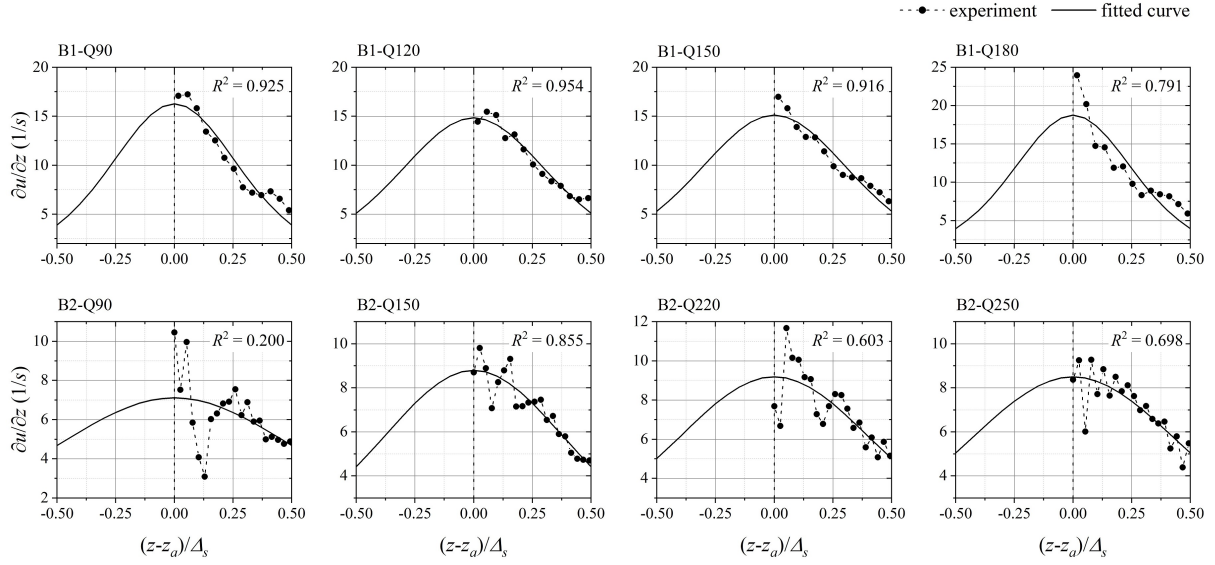 experiment fitted curve
B1-Q90 B1-Q120 B1-Q150 B1-Q180
20 20 20 25
R² = 0.925 R² = 0.954 R² = 0.916 R² = 0.791
15 15 15 20
10 10 10 15
5 5 5 10
5
∂u/∂z (1/s)
-0.50 -0.25 0.00 0.25 0.50 -0.50 -0.25 0.00 0.25 0.50 -0.50 -0.25 0.00 0.25 0.50 -0.50 -0.25 0.00 0.25 0.50
B2-Q90 B2-Q150 B2-Q220 B2-Q250
10 10 12 10
R² = 0.200 R² = 0.855 R² = 0.603 R² = 0.698
8 8 10 8
6 6 8 6
4 4 6 4
2 4
∂u/∂z (1/s)
-0.50 -0.25 0.00 0.25 0.50 -0.50 -0.25 0.00 0.25 0.50 -0.50 -0.25 0.00 0.25 0.50 -0.50 -0.25 0.00 0.25 0.50
(z-zₐ)/Δₛ (z-zₐ)/Δₛ (z-zₐ)/Δₛ (z-zₐ)/Δₛ